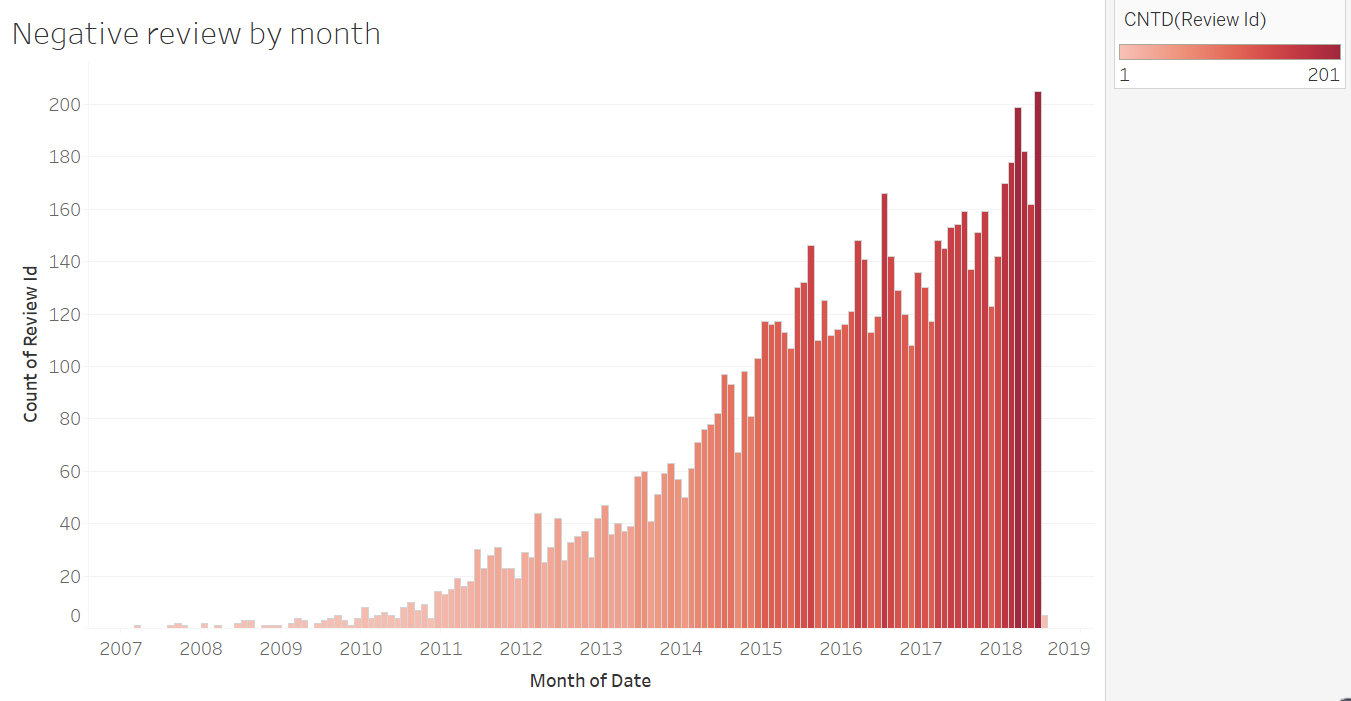 Negative review by month
CNTD(Review Id)
1 201
200
180
160
140
120
100
80
60
40
20
0
Count of Review Id
2007 2008 2009 2010 2011 2012 2013 2014 2015 2016 2017 2018 2019
Month of Date